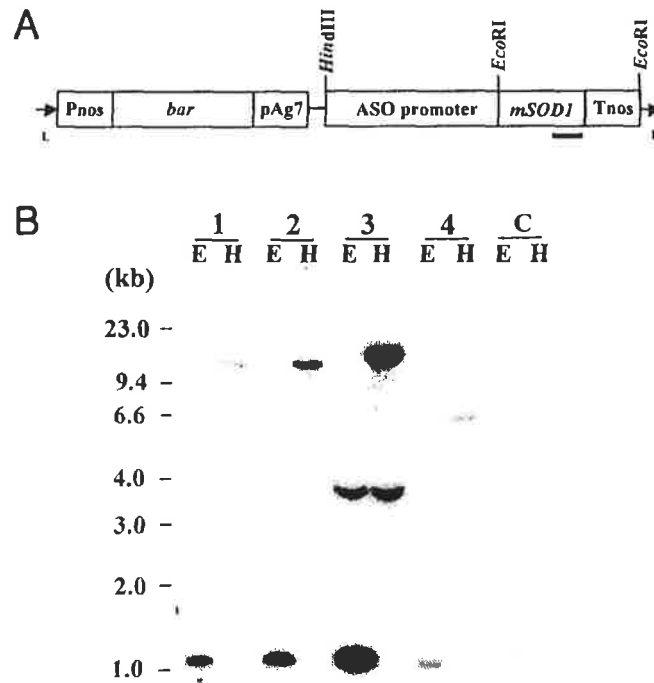 A
HindIII
EcoRI
EcoRI
Pnos bar pAg7 ASO promoter mSOD1 Tnos
L
B
1 2 3 4 C
E H E H E H E H E H
(kb)
23.0
9.4
6.6
4.0
3.0
2.0
1.0